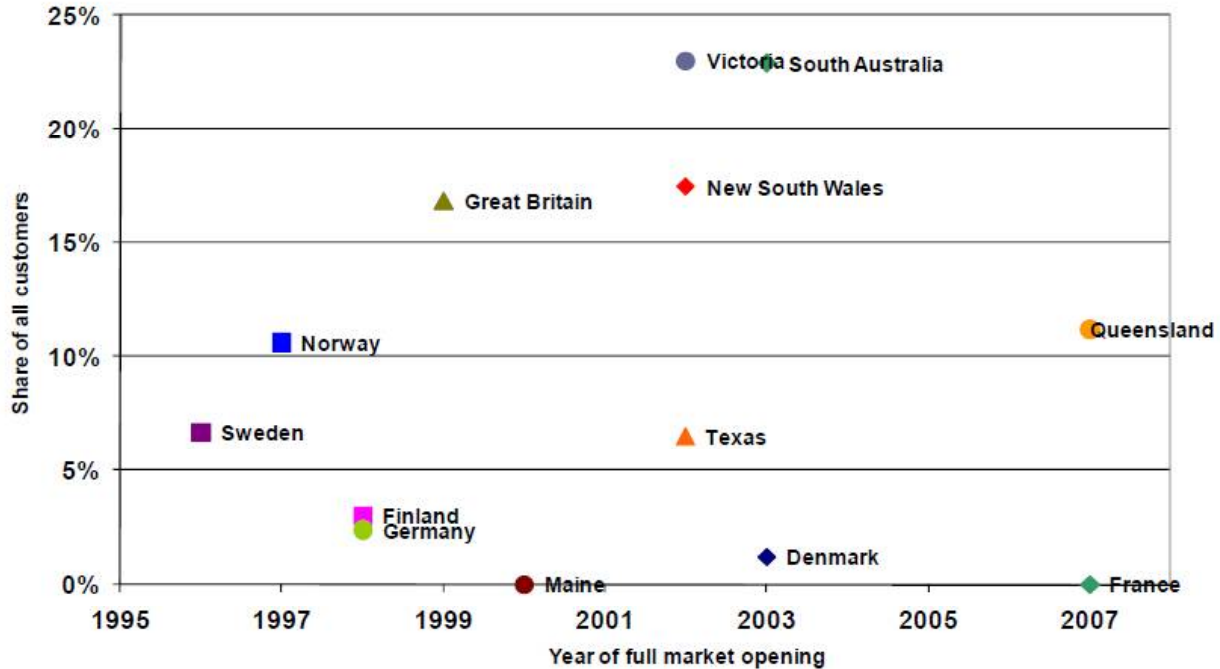 25%
Victoria
South Australia
20%
New South Wales
Great Britain
15%
Queensland
Norway
10%
Sweden
Texas
5%
Finland
Germany
Denmark
0%
Maine
France
1995 1997 1999 2001 2003 2005 2007
Year of full market opening
Share of all customers